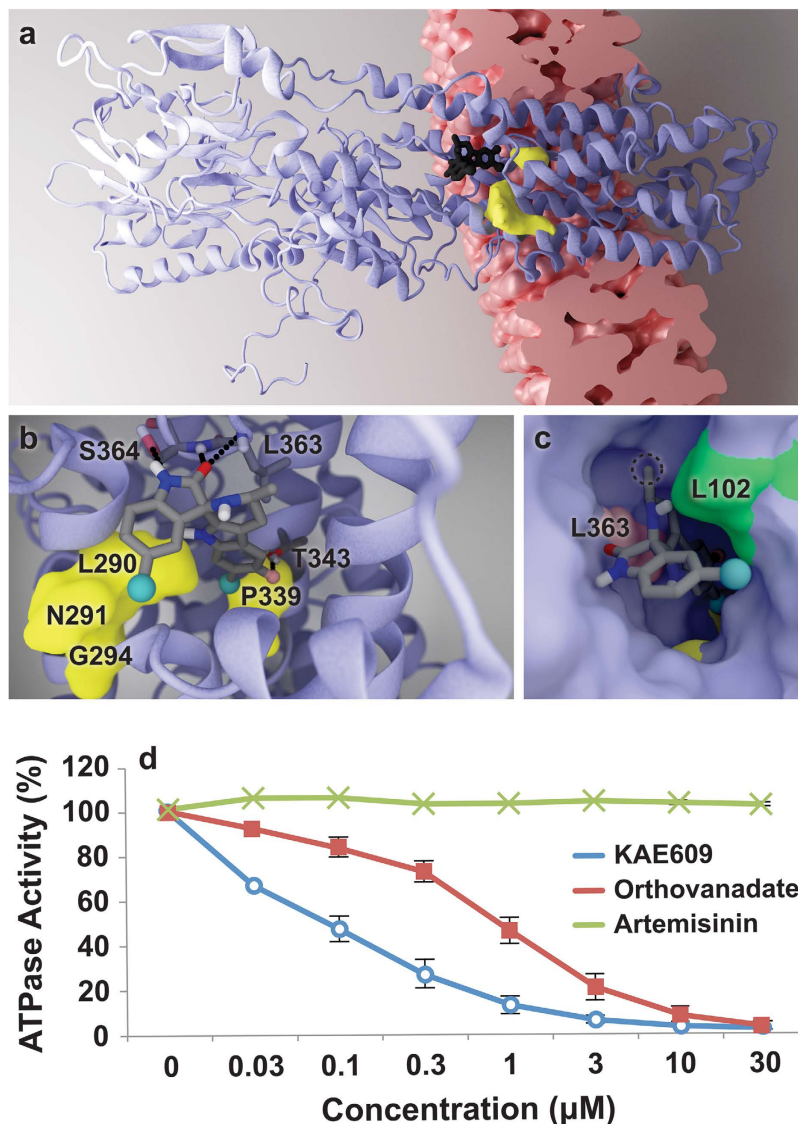 a
b
S364
L363
L290
T343
N291
P339
G294
c
L102
L363
d
ATPase Activity (%)
120
100
80
60
40
20
0
KAE609
Orthovanadate
Artemisinin
0 0.03 0.1 0.3 1 3 10 30
Concentration (µM)